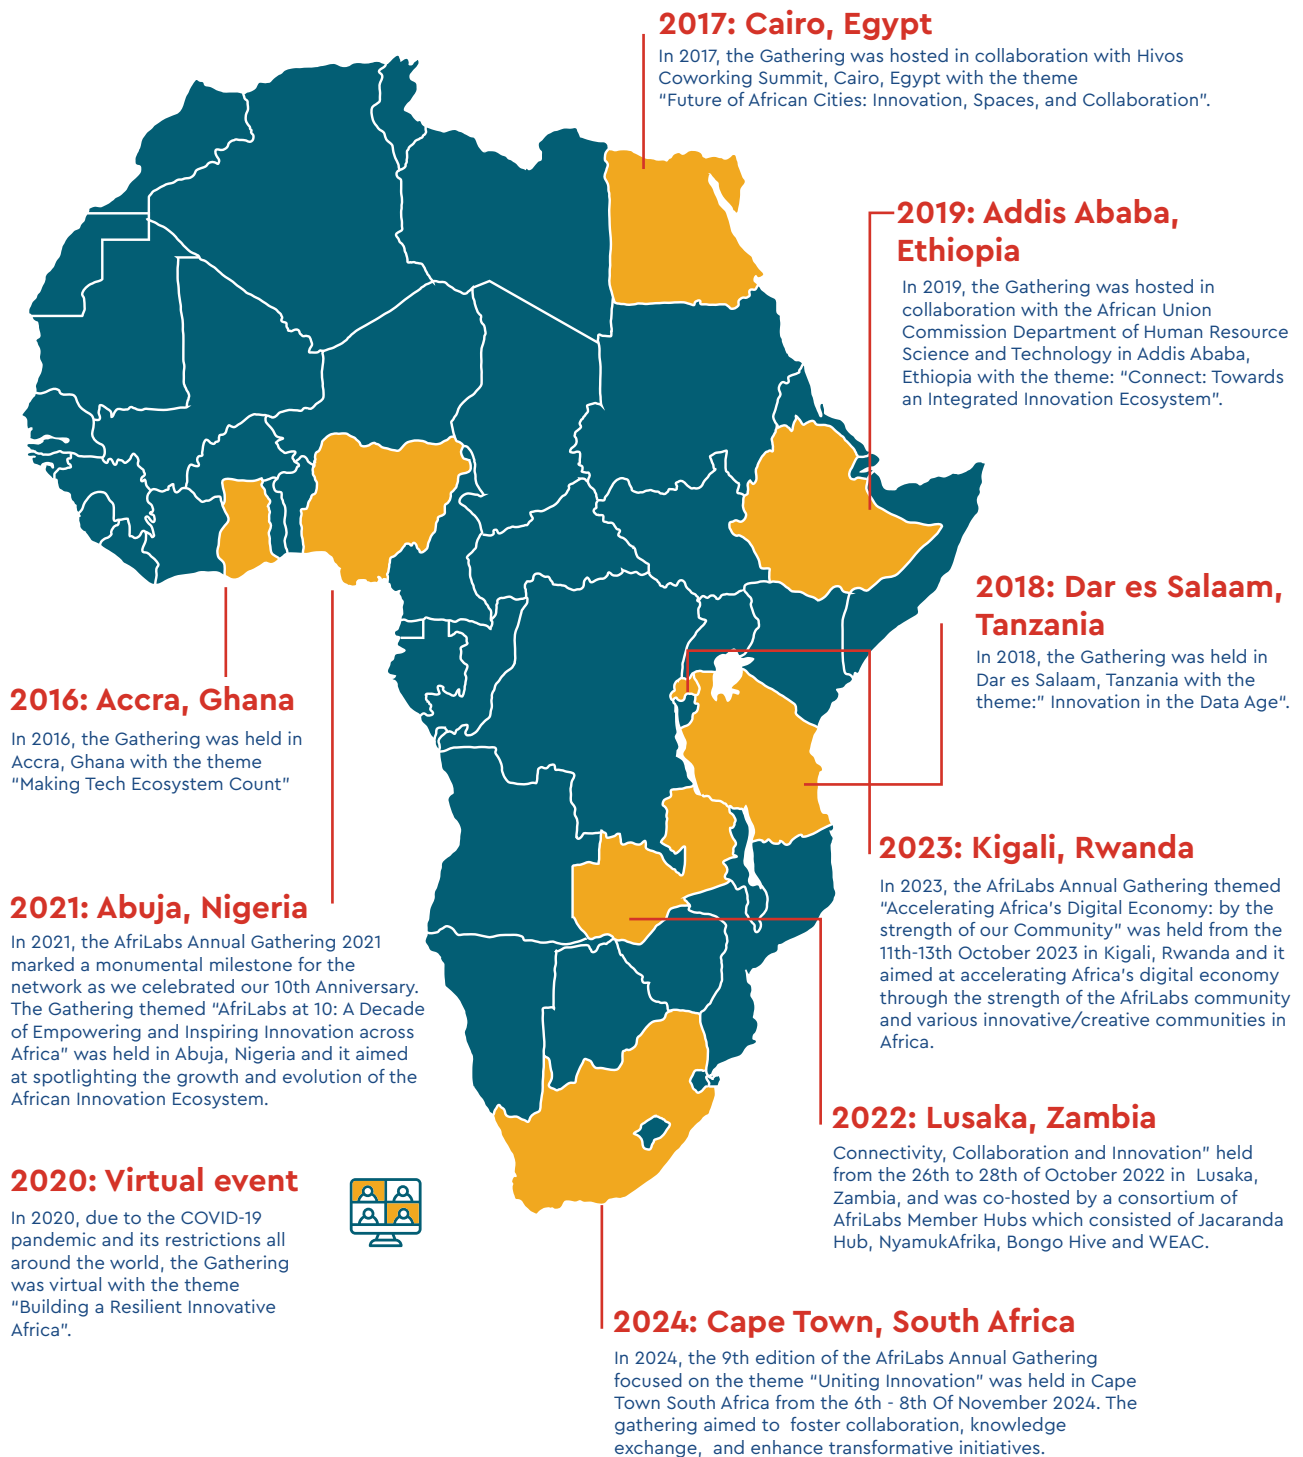 2017: Cairo, Egypt
In 2017, the Gathering was hosted in collaboration with Hivos
Coworking Summit, Cairo, Egypt with the theme
“Future of African Cities: Innovation, Spaces, and Collaboration”.
2019: Addis Ababa,
Ethiopia
In 2019, the Gathering was hosted in
collaboration with the African Union
Commission Department of Human Resource
Science and Technology in Addis Ababa,
Ethiopia with the theme: “Connect: Towards
an Integrated Innovation Ecosystem”.
2018: Dar es Salaam,
Tanzania
In 2018, the Gathering was held in
Dar es Salaam, Tanzania with the
theme:” Innovation in the Data Age“.
2016: Accra, Ghana
In 2016, the Gathering was held in
Accra, Ghana with the theme
“Making Tech Ecosystem Count”
2023: Kigali, Rwanda
In 2023, the AfriLabs Annual Gathering themed
“Accelerating Africa’s Digital Economy: by the
strength of our Community” was held from the
11th-13th October 2023 in Kigali, Rwanda and it
aimed at accelerating Africa’s digital economy
through the strength of the AfriLabs community
and various innovative/creative communities in
Africa.
2021: Abuja, Nigeria
In 2021, the AfriLabs Annual Gathering 2021
marked a monumental milestone for the
network as we celebrated our 10th Anniversary.
The Gathering themed “AfriLabs at 10: A Decade
of Empowering and Inspiring Innovation across
Africa” was held in Abuja, Nigeria and it aimed
at spotlighting the growth and evolution of the
African Innovation Ecosystem.
2022: Lusaka, Zambia
Connectivity, Collaboration and Innovation” held
from the 26th to 28th of October 2022 in Lusaka,
Zambia, and was co-hosted by a consortium of
AfriLabs Member Hubs which consisted of Jacaranda
Hub, NyamukAfrika, Bongo Hive and WEAC.
2020: Virtual event
In 2020, due to the COVID-19
pandemic and its restrictions all
around the world, the Gathering
was virtual with the theme
“Building a Resilient Innovative
Africa”.
2024: Cape Town, South Africa
In 2024, the 9th edition of the AfriLabs Annual Gathering
focused on the theme “Uniting Innovation” was held in Cape
Town South Africa from the 6th - 8th Of November 2024. The
gathering aimed to foster collaboration, knowledge
exchange, and enhance transformative initiatives.